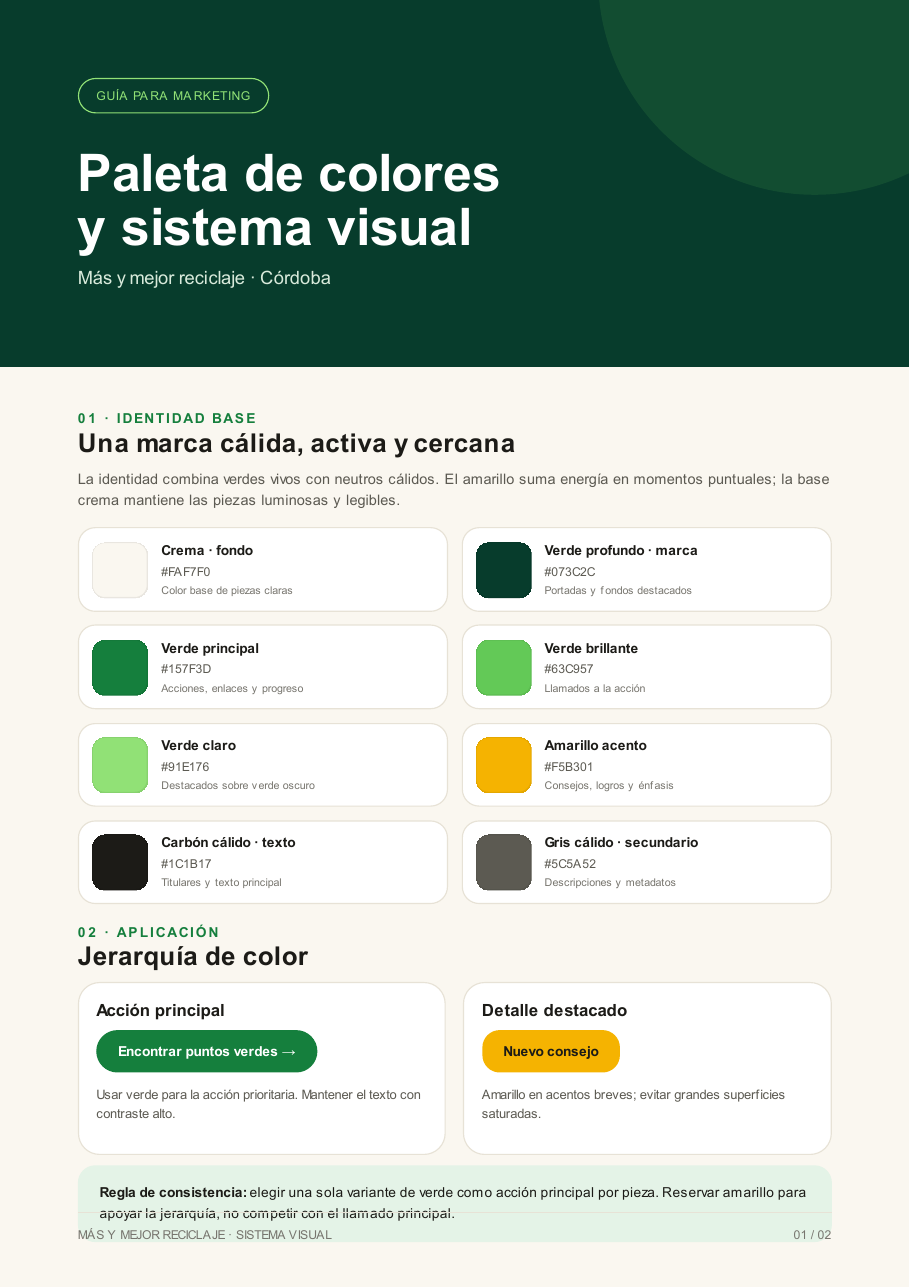 GUÍA PARA MARKETING
Paleta de colores
y sistema visual
Más y mejor reciclaje · Córdoba
01 · IDENTIDAD BASE
Una marca cálida, activa y cercana
La identidad combina verdes vivos con neutros cálidos. El amarillo suma energía en momentos puntuales; la base
crema mantiene las piezas luminosas y legibles.
Crema · fondo
#FAF7F0
Color base de piezas claras
Verde profundo · marca
#073C2C
Portadas y fondos destacados
Verde principal
#157F3D
Acciones, enlaces y progreso
Verde brillante
#63C957
Llamados a la acción
Verde claro
#91E176
Destacados sobre verde oscuro
Amarillo acento
#F5B301
Consejos, logros y énfasis
Carbón cálido · texto
#1C1B17
Titulares y texto principal
Gris cálido · secundario
#5C5A52
Descripciones y metadatos
02 · APLICACIÓN
Jerarquía de color
Acción principal
Encontrar puntos verdes →
Usar verde para la acción prioritaria. Mantener el texto con
contraste alto.
Detalle destacado
Nuevo consejo
Amarillo en acentos breves; evitar grandes superficies
saturadas.
Regla de consistencia: elegir una sola variante de verde como acción principal por pieza. Reservar amarillo para
apoyar la jerarquía, no competir con el llamado principal.
MÁS Y MEJOR RECICLAJE · SISTEMA VISUAL
01 / 02